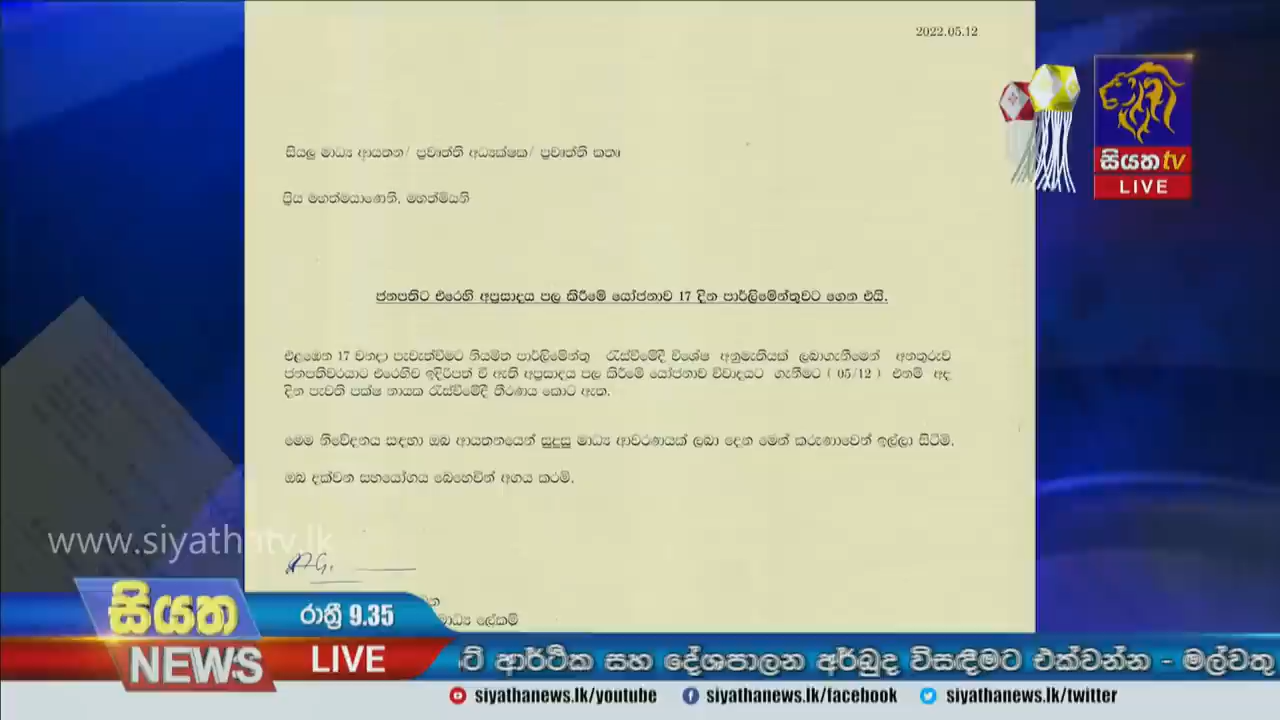 2022.05.12
සියලු මාධ්‍ය ආයතන/ ප්‍රවෘත්ති අධ්‍යක්ෂක/ ප්‍රවෘත්ති කතෘ
ප්‍රිය මහත්මයාණෙනි, මහත්මියනි
ජනපතිට එරෙහි අප්‍රසාදය පල කිරීමේ යෝජනාව 17 දින පාර්ලිමේන්තුවට ගෙන එයි.
එළඹෙන 17 වනදා පැවැත්වීමට නියමිත පාර්ලිමේන්තු රැස්වීමේදී විශේෂ අනුමැතියක් ලබාගැනීමෙන් අනතුරුව
ජනපතිවරයාට එරෙහිව ඉදිරිපත් වී ඇති අප්‍රසාදය පල කිරීමේ යෝජනාව විවාදයට ගැනීමට ( 05/12 ) එනම් අද
දින පැවති පක්ෂ නායක රැස්වීමේදී තීරණය කොට ඇත.
මෙම නිවේදනය සඳහා ඔබ ආයතනයෙන් සුදුසු මාධ්‍ය ආවරණයක් ලබා දෙන මෙන් කරුණාවෙන් ඉල්ලා සිටිමි.
ඔබ දක්වන සහයෝගය බෙහෙවින් අගය කරමි.
මාධ්‍ය ලේකම්
සියත tv
LIVE
www.siyathatv.lk
සියත
NEWS
රාත්‍රී 9.35
LIVE
ආර්ථික සහ දේශපාලන අර්බුද විසඳීමට එක්වන්න - මල්වතු
siyathanews.lk/youtube
siyathanews.lk/facebook
siyathanews.lk/twitter